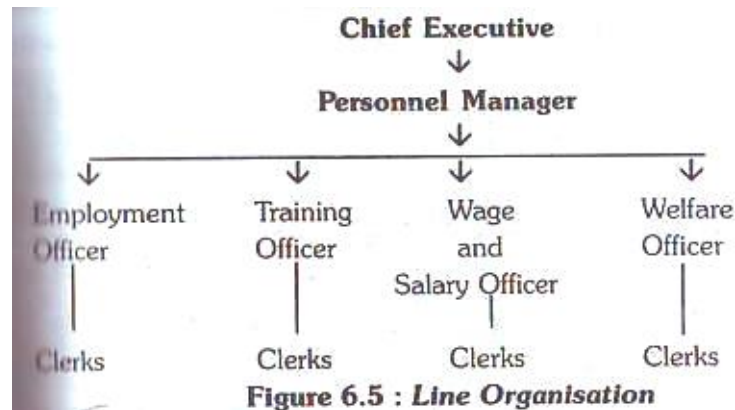 Chief Executive
Personnel Manager
Employment Training Wage Welfare
Officer Officer and Officer
Salary Officer
Clerks Clerks Clerks Clerks
Figure 6.5 : Line Organisation